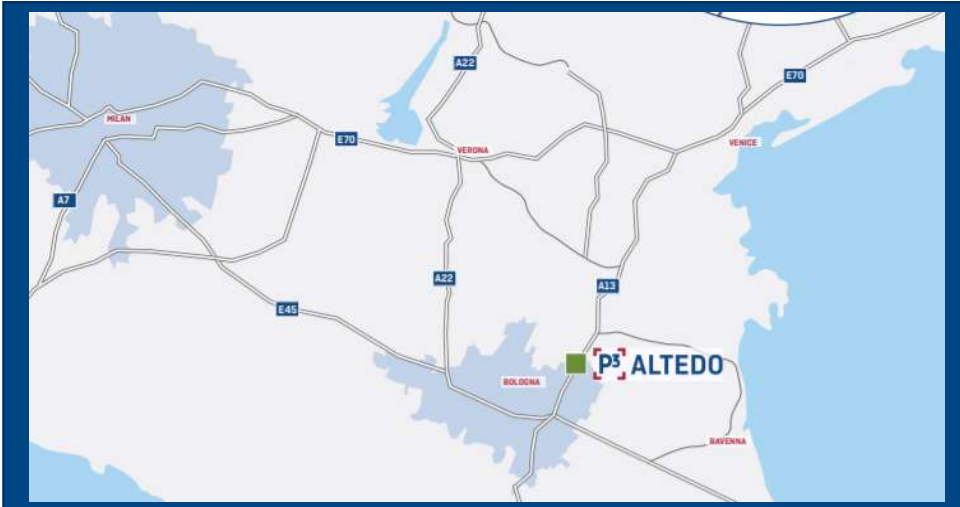 A22
E70
MILAN
E70
VERONA
VENICE
A7
A22
A13
E45
P³ ALTEDO
BOLOGNA
RAVENNA